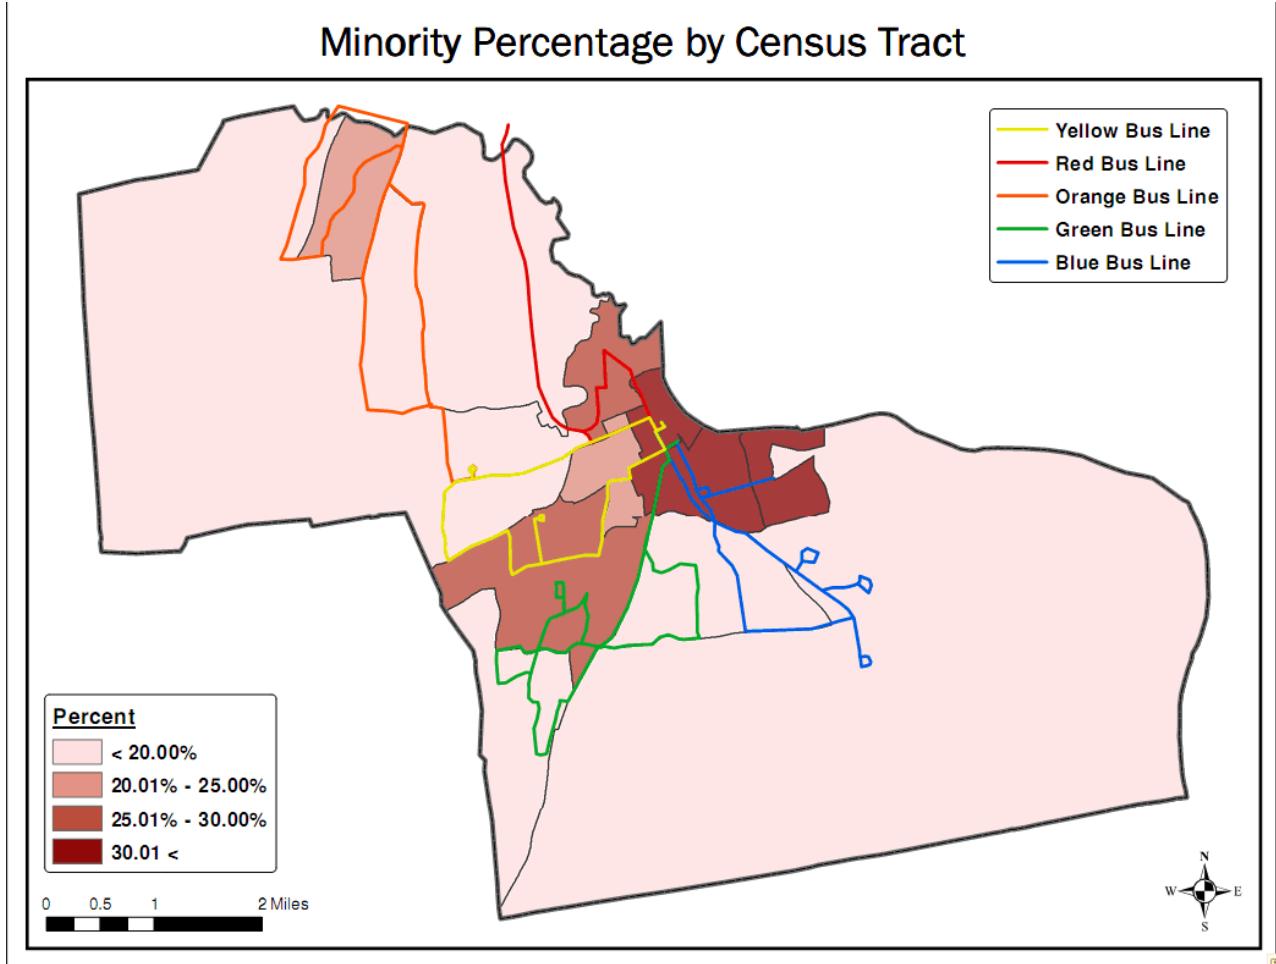 Minority Percentage by Census Tract
Yellow Bus Line
Red Bus Line
Orange Bus Line
Green Bus Line
Blue Bus Line
Percent
< 20.00%
20.01% - 25.00%
25.01% - 30.00%
30.01 <
0 0.5 1 2 Miles
N
W E
S